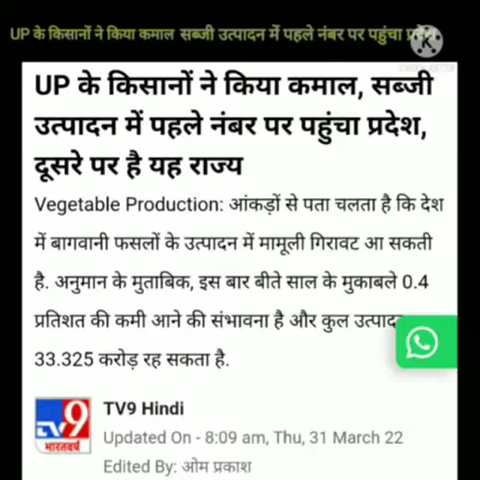 UP के किसानों ने किया कमाल सब्जी उत्पादन में पहले नंबर पर पहुंचा प्रदेश
UP के किसानों ने किया कमाल, सब्जी
उत्पादन में पहले नंबर पर पहुंचा प्रदेश,
दूसरे पर है यह राज्य
Vegetable Production: आंकड़ों से पता चलता है कि देश
में बागवानी फसलों के उत्पादन में मामूली गिरावट आ सकती
है. अनुमान के मुताबिक, इस बार बीते साल के मुकाबले 0.4
प्रतिशत की कमी आने की संभावना है और कुल
33.325 करोड़ रह सकता है.
TV9 Hindi
Updated On - 8:09 am, Thu, 31 March 22
Edited By: ओम प्रकाश
TV9
भारतवर्ष